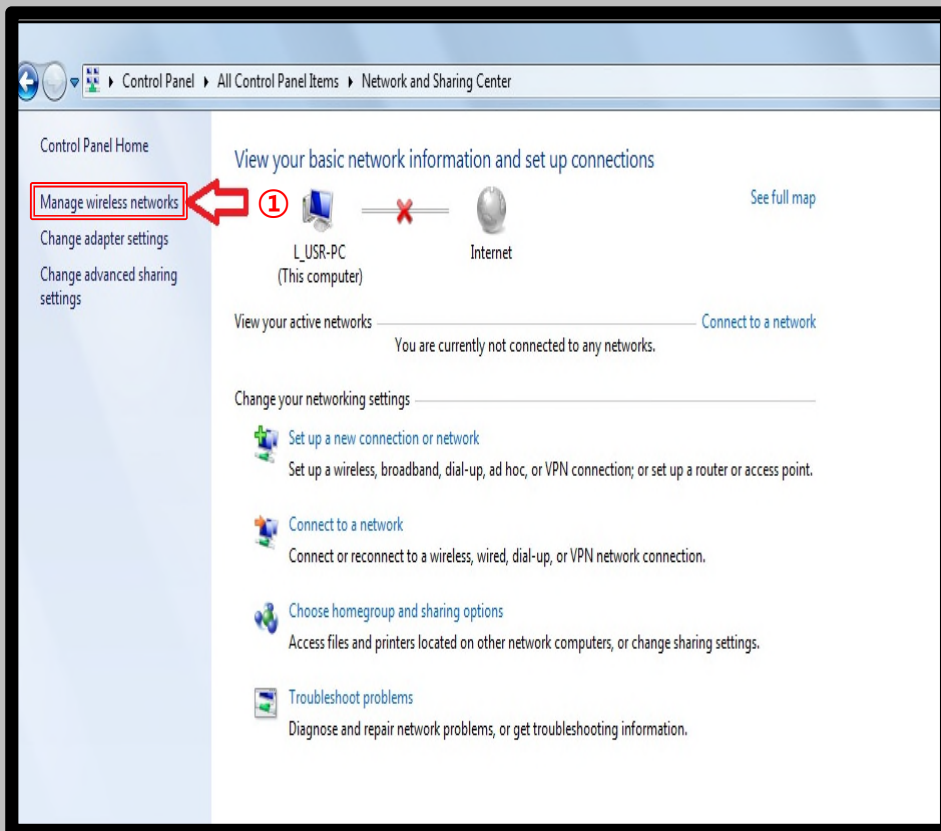 Control Panel ▸ All Control Panel Items ▸ Network and Sharing Center
Control Panel Home
Manage wireless networks
Change adapter settings
Change advanced sharing
settings
①
View your basic network information and set up connections
See full map
L_USR-PC
(This computer)
Internet
View your active networks
Connect to a network
You are currently not connected to any networks.
Change your networking settings
Set up a new connection or network
Set up a wireless, broadband, dial-up, ad hoc, or VPN connection; or set up a router or access point.
Connect to a network
Connect or reconnect to a wireless, wired, dial-up, or VPN network connection.
Choose homegroup and sharing options
Access files and printers located on other network computers, or change sharing settings.
Troubleshoot problems
Diagnose and repair network problems, or get troubleshooting information.